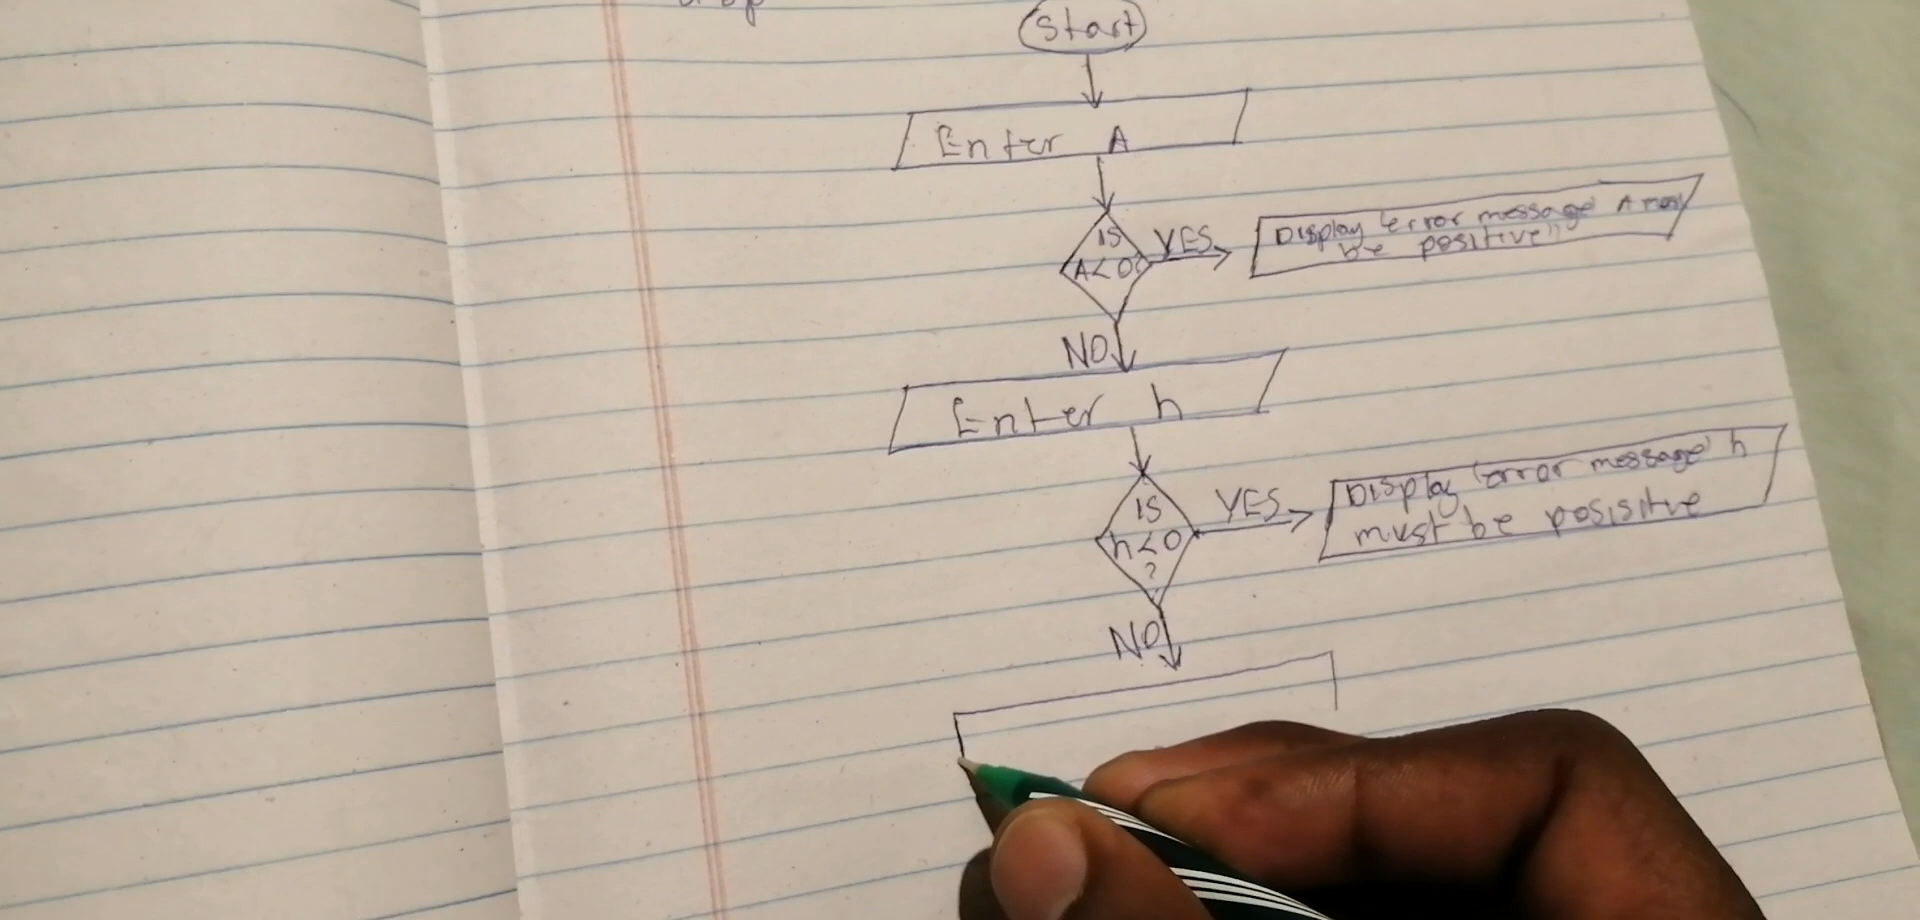 Start
Enter A
IS
A<0?
YES
Display "error message A must
be positive"
NO
Enter h
IS
h<0
?
YES
Display "error message h
must be posisitve
NO